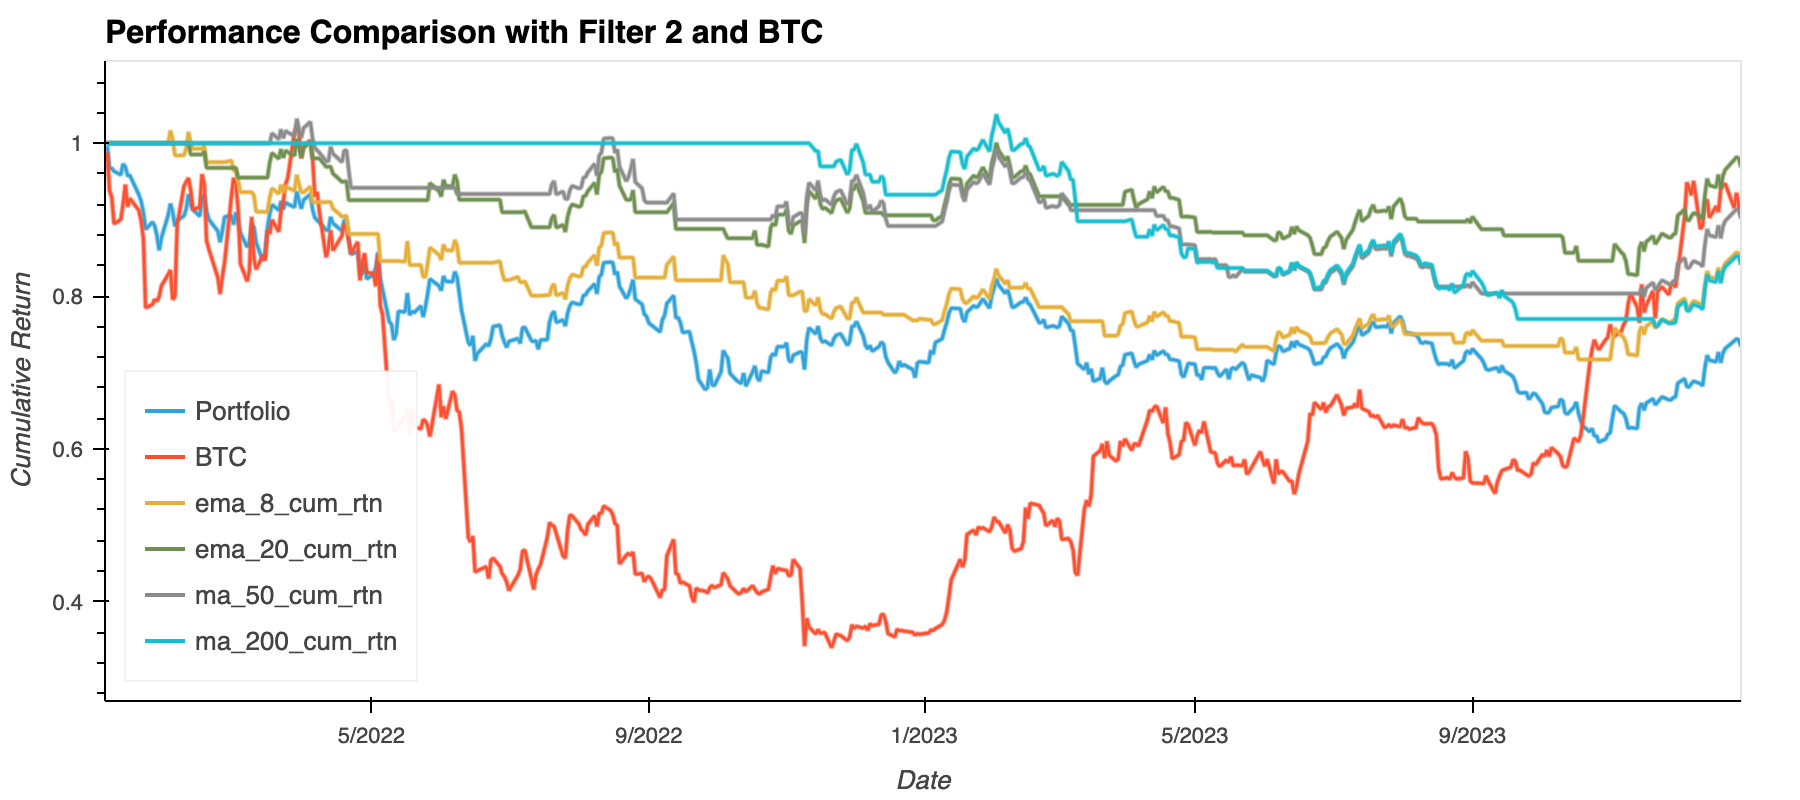 Performance Comparison with Filter 2 and BTC
Cumulative Return
1
0.8
0.6
0.4
Portfolio
BTC
ema_8_cum_rtn
ema_20_cum_rtn
ma_50_cum_rtn
ma_200_cum_rtn
5/2022
9/2022
1/2023
5/2023
9/2023
Date